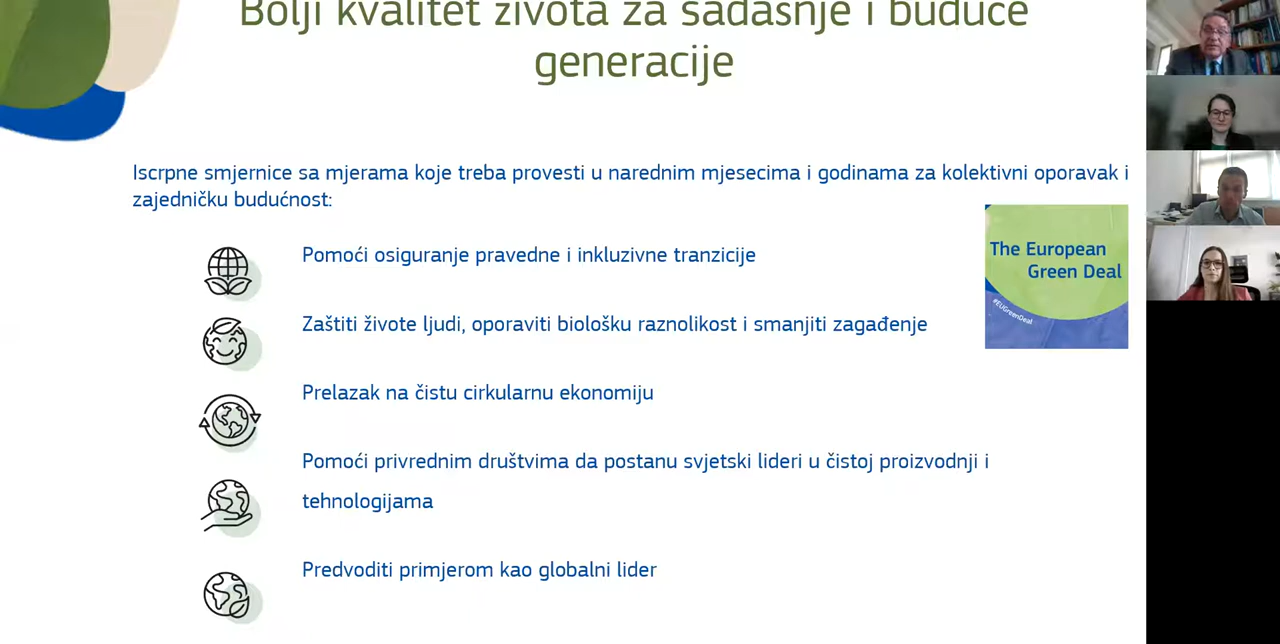 Bolji kvalitet života za sadašnje i buduće
generacije
Iscrpne smjernice sa mjerama koje treba provesti u narednim mjesecima i godinama za kolektivni oporavak i
zajedničku budućnost:
Pomoći osiguranje pravedne i inkluzivne tranzicije
The European
Green Deal
#EUGreenDeal
Zaštiti živote ljudi, oporaviti biološku raznolikost i smanjiti zagađenje
Prelazak na čistu cirkularnu ekonomiju
Pomoći privrednim društvima da postanu svjetski lideri u čistoj proizvodnji i
tehnologijama
Predvoditi primjerom kao globalni lider